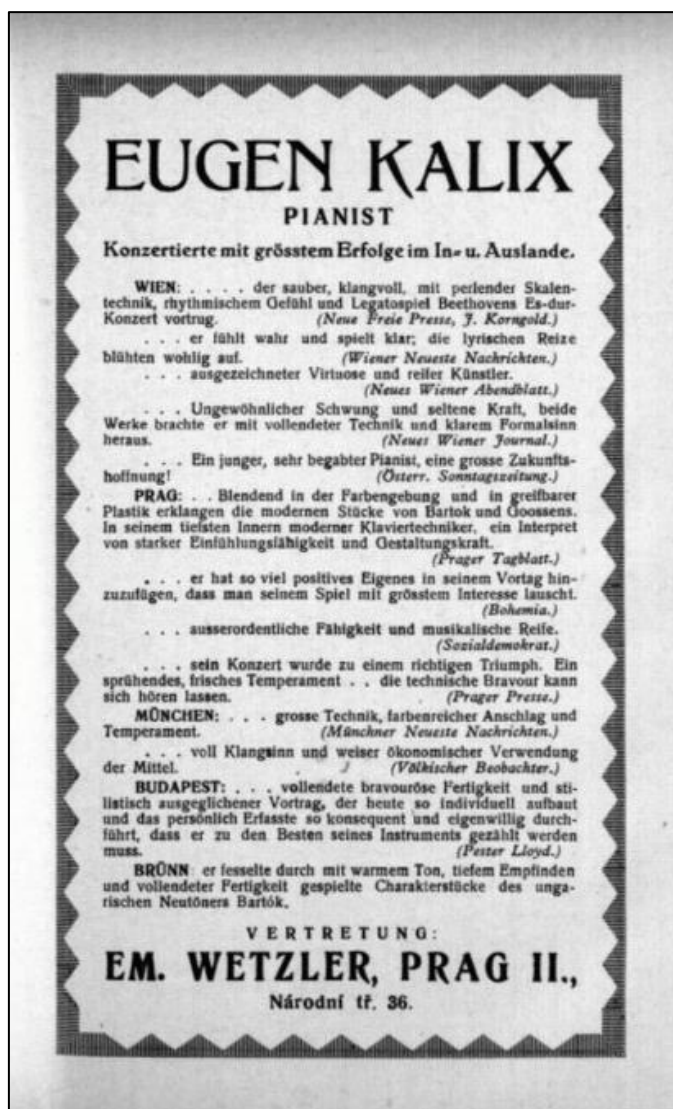 EUGEN KALIX
PIANIST
Konzertierte mit grösstem Erfolge im In- u. Auslande.
WIEN: . . . . der sauber, klangvoll, mit perlender Skalen-
technik, rhythmischem Gefühl und Legatospiel Beethovens Es-dur-
Konzert vortrug. (Neue Freie Presse, J. Korngold.)
. . . er fühlt wahr und spielt klar; die lyrischen Reize
blühten wohlig auf. (Wiener Neueste Nachrichten.)
. . . ausgezeichneter Virtuose und reifer Künstler.
(Neues Wiener Abendblatt.)
. . . Ungewöhnlicher Schwung und seltene Kraft, beide
Werke brachte er mit vollendeter Technik und klarem Formalsinn
heraus. (Neues Wiener Journal.)
. . . Ein junger, sehr begabter Pianist, eine grosse Zukunfts-
hoffnung! (Österr. Sonntagszeitung.)
PRAG: . . Blendend in der Farbengebung und in greifbarer
Plastik erklangen die modernen Stücke von Bartok und Goossens.
In seinem tiefsten Innern moderner Klaviertechniker, ein Interpret
von starker Einfühlungsfähigkeit und Gestaltungskraft.
(Prager Tagblatt.)
. . . er hat so viel positives Eigenes in seinem Vortag hin-
zuzufügen, dass man seinem Spiel mit grösstem Interesse lauscht.
(Bohemia.)
. . . ausserordentliche Fähigkeit und musikalische Reife.
(Sozialdemokrat.)
. . . sein Konzert wurde zu einem richtigen Triumph. Ein
sprühendes, frisches Temperament . . die technische Bravour kann
sich hören lassen. (Prager Presse.)
MÜNCHEN: . . . grosse Technik, farbenreicher Anschlag und
Temperament. (Münchner Neueste Nachrichten.)
. . . voll Klangsinn und weiser ökonomischer Verwendung
der Mittel. (Völkischer Beobachter.)
BUDAPEST: . . . vollendete bravouröse Fertigkeit und sti-
listisch ausgeglichener Vortrag, der heute so individuell aufbaut
und das persönlich Erfasste so konsequent und eigenwillig durch-
führt, dass er zu den Besten seines Instruments gezählt werden
muss. (Pester Lloyd.)
BRÜNN: er fesselte durch mit warmem Ton, tiefem Empfinden
und vollendeter Fertigkeit gespielte Charakterstücke des unga-
rischen Neutöners Bartók.
VERTRETUNG:
EM. WETZLER, PRAG II.,
Národní tř. 36.